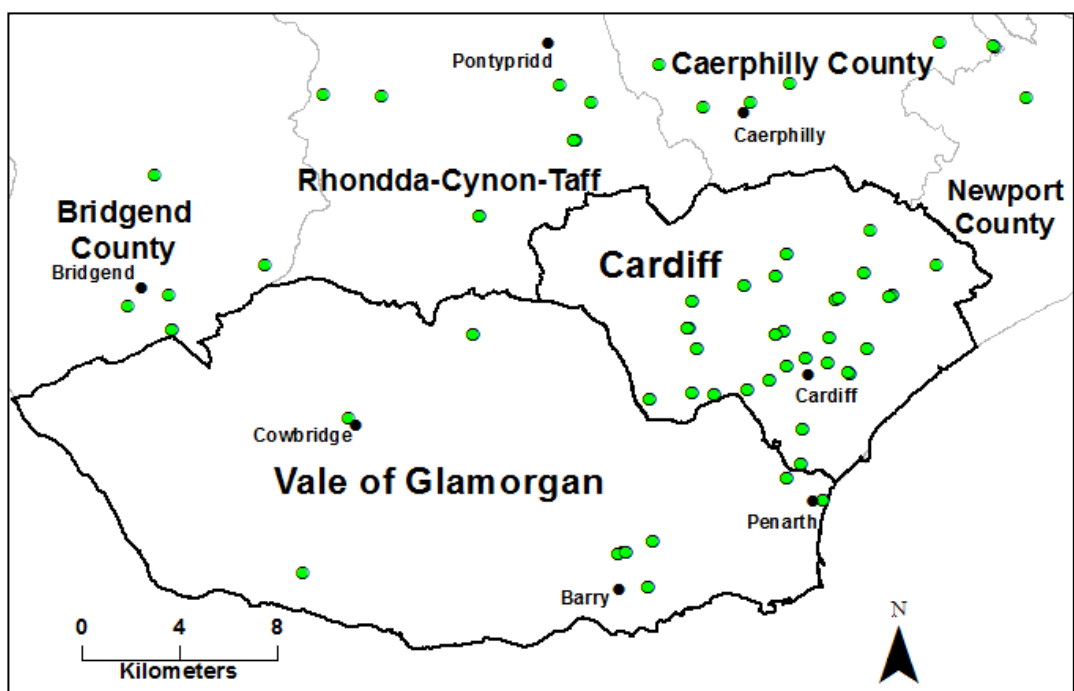 Pontypridd
Caerphilly County
Caerphilly
Rhondda-Cynon-Taff
Newport
County
Bridgend
County
Bridgend
Cardiff
Cardiff
Cowbridge
Vale of Glamorgan
Penarth
Barry
0 4 8
Kilometers
N